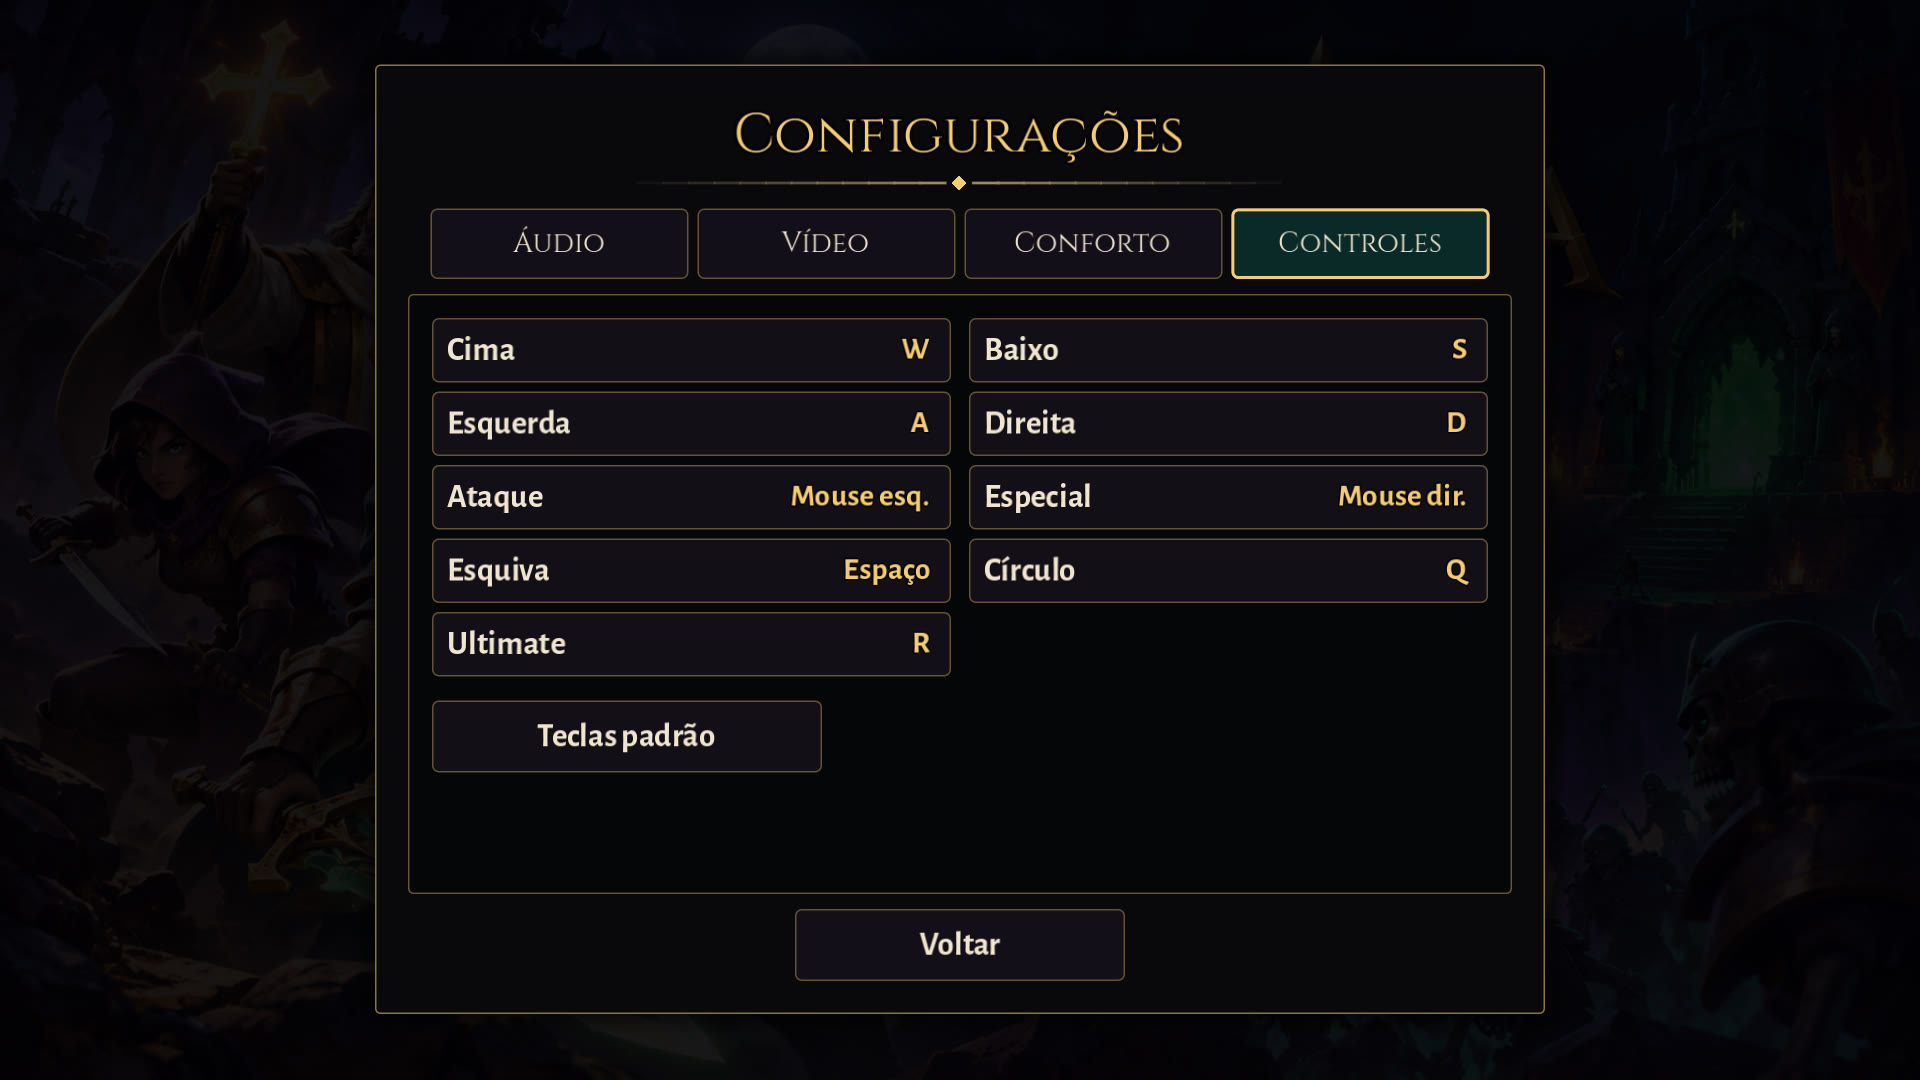 Configurações
Áudio
Vídeo
Conforto
Controles
Cima W
Baixo S
Esquerda A
Direita D
Ataque Mouse esq.
Especial Mouse dir.
Esquiva Espaço
Círculo Q
Ultimate R
Teclas padrão
Voltar